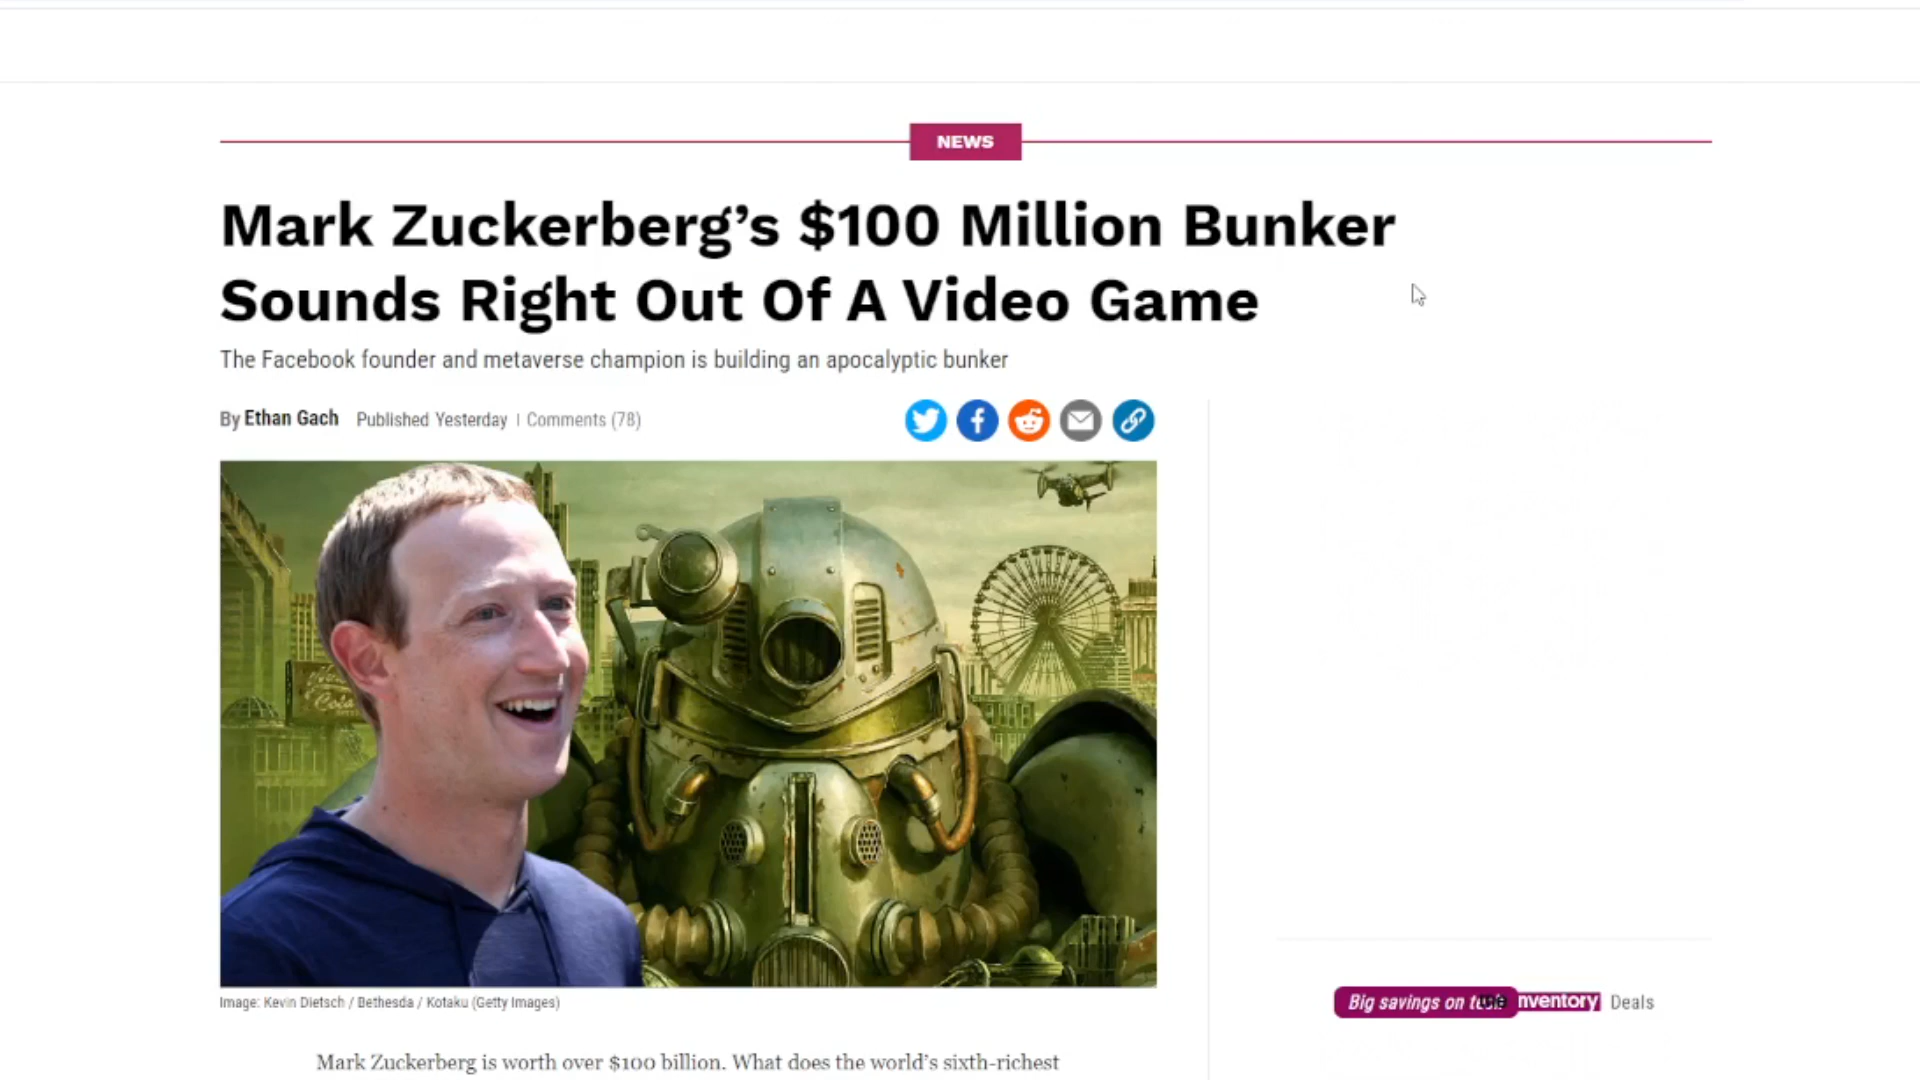 NEWS
Mark Zuckerberg’s $100 Million Bunker
Sounds Right Out Of A Video Game
The Facebook founder and metaverse champion is building an apocalyptic bunker
By Ethan Gach Published Yesterday | Comments (78)
Image: Kevin Dietsch / Bethesda / Kotaku (Getty Images)
Big savings on tech
the Inventory Deals
Mark Zuckerberg is worth over $100 billion. What does the world’s sixth-richest